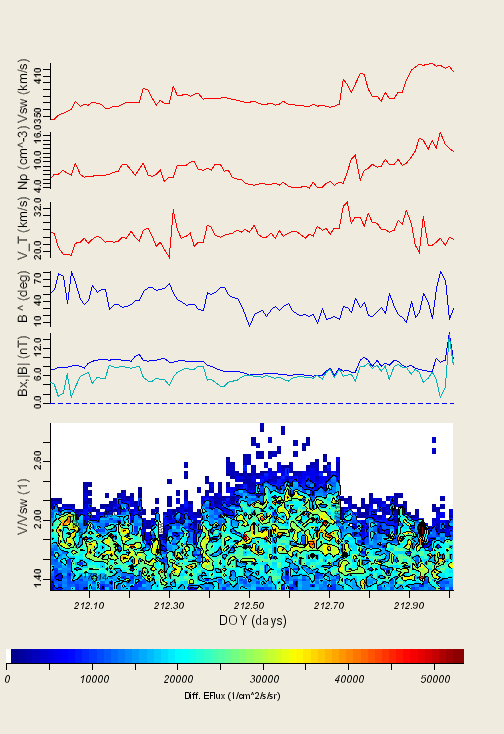 Vsw (km/s)
410
350
Np (cm^-3)
16.0
10.0
4.0
V_T (km/s)
32.0
20.0
B ^ (deg)
70
40
10
Bx,|B| (nT)
12.0
6.0
0.0
V/Vsw (1)
2.60
2.00
1.40
212.10 212.30 212.50 212.70 212.90
DOY (days)
0 10000 20000 30000 40000 50000
Diff. EFlux (1/cm^2/s/sr)